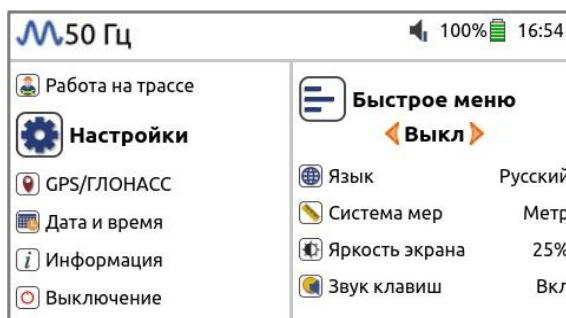 50 Гц 100% 16:54
Работа на трассе
Настройки
GPS/ГЛОНАСС
Дата и время
Информация
Выключение
Быстрое меню
Выкл
Язык Русский
Система мер Метр
Яркость экрана 25%
Звук клавиш Вкл